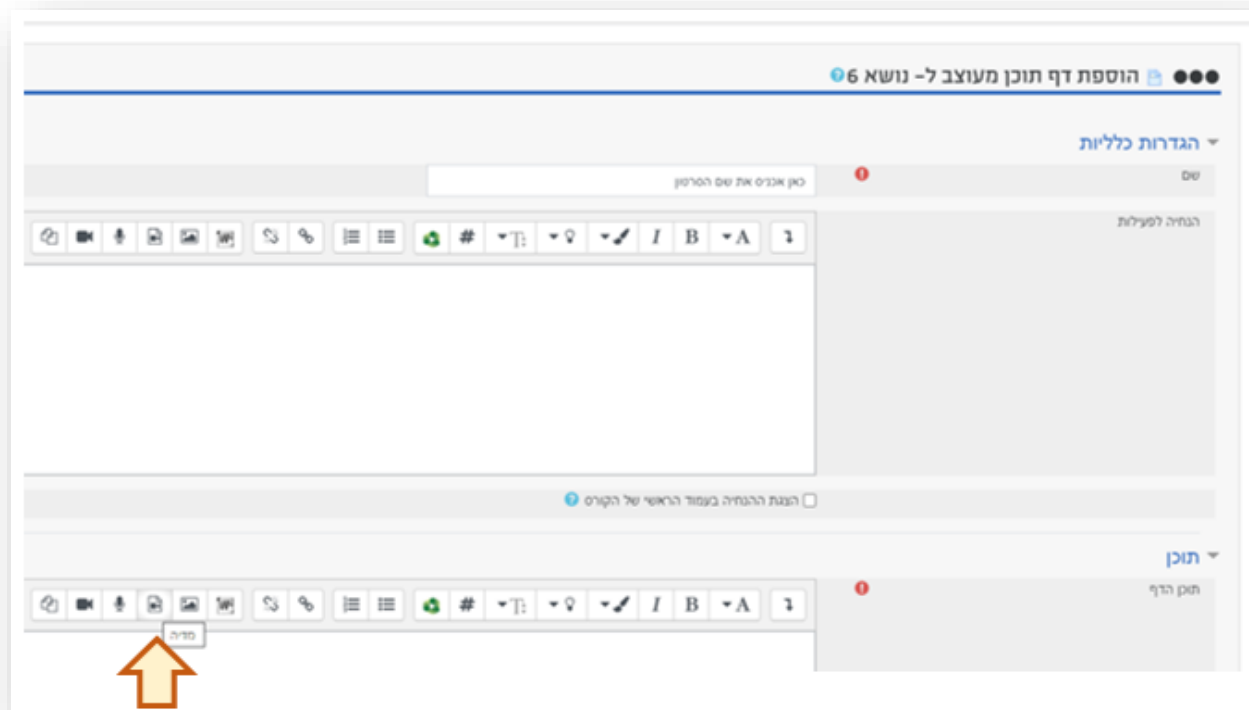 הוספת דף תוכן מעוצב ל- נושא 6
הגדרות כלליות
שם
כאן אכניס את שם הסרטון
הנחיה לפעילות
# T I B A
הצגת ההנחיה בעמוד הראשי של הקורס
תוכן
תוכן הדף
# T I B A
מדיה